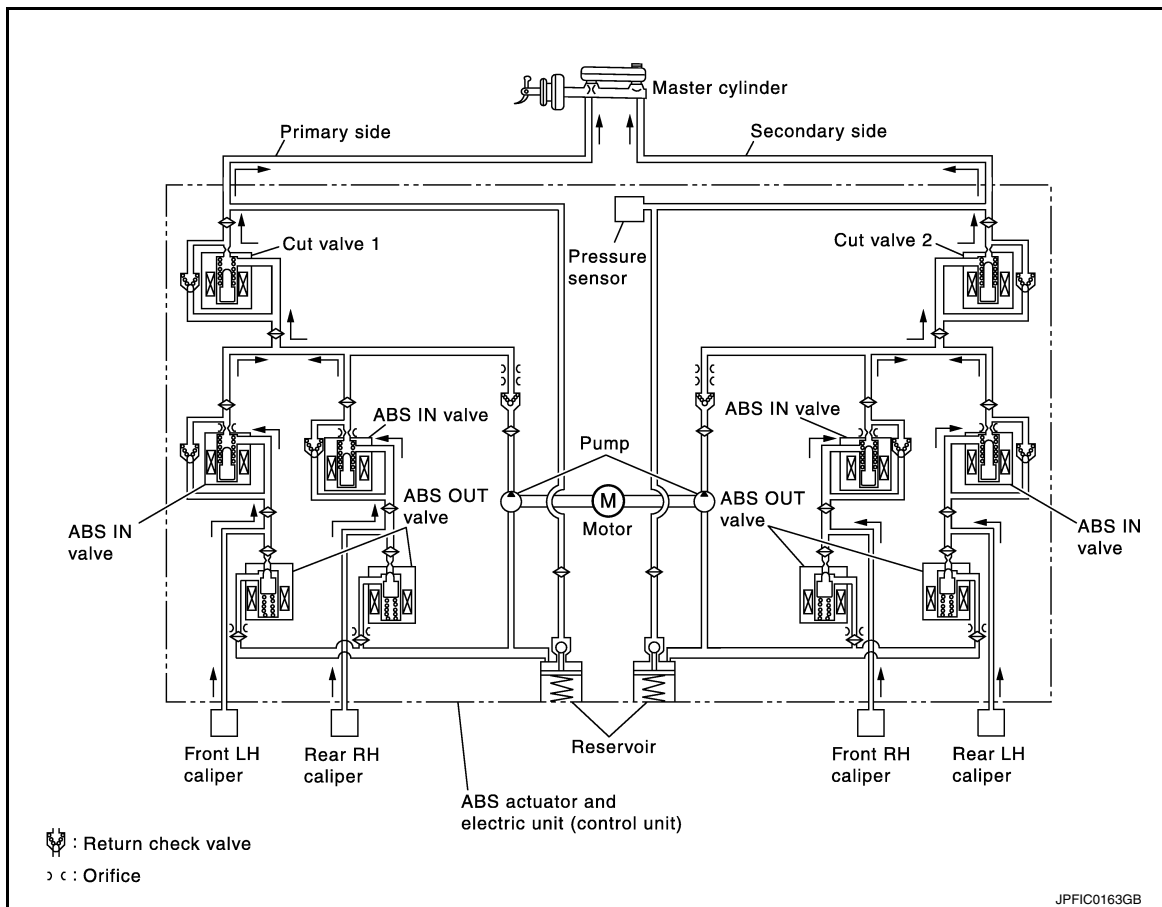 Master cylinder
Primary side
Secondary side
Cut valve 1
Pressure
sensor
Cut valve 2
ABS IN valve
ABS IN valve
Pump
ABS OUT
valve
M
Motor
ABS OUT
valve
ABS IN
valve
ABS IN
valve
Reservoir
Front LH
caliper
Rear RH
caliper
Front RH
caliper
Rear LH
caliper
ABS actuator and
electric unit (control unit)
: Return check valve
: Orifice
JPFIC0163GB